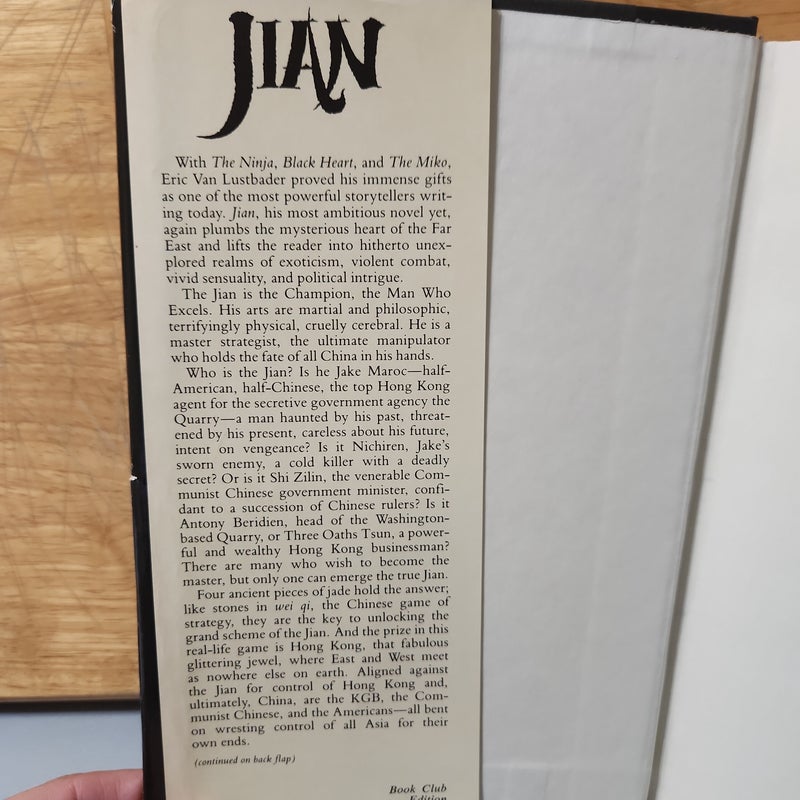 JIAN
With The Ninja, Black Heart, and The Miko,
Eric Van Lustbader proved his immense gifts
as one of the most powerful storytellers writ-
ing today. Jian, his most ambitious novel yet,
again plumbs the mysterious heart of the Far
East and lifts the reader into hitherto unex-
plored realms of exoticism, violent combat,
vivid sensuality, and political intrigue.
The Jian is the Champion, the Man Who
Excels. His arts are martial and philosophic,
terrifyingly physical, cruelly cerebral. He is a
master strategist, the ultimate manipulator
who holds the fate of all China in his hands.
Who is the Jian? Is he Jake Maroc—half-
American, half-Chinese, the top Hong Kong
agent for the secretive government agency the
Quarry—a man haunted by his past, threat-
ened by his present, careless about his future,
intent on vengeance? Is it Nichiren, Jake's
sworn enemy, a cold killer with a deadly
secret? Or is it Shi Zilin, the venerable Com-
munist Chinese government minister, confi-
dant to a succession of Chinese rulers? Is it
Antony Beridien, head of the Washington-
based Quarry, or Three Oaths Tsun, a power-
ful and wealthy Hong Kong businessman?
There are many who wish to become the
master, but only one can emerge the true Jian.
Four ancient pieces of jade hold the answer;
like stones in wei qi, the Chinese game of
strategy, they are the key to unlocking the
grand scheme of the Jian. And the prize in this
real-life game is Hong Kong, that fabulous
glittering jewel, where East and West meet
as nowhere else on earth. Aligned against
the Jian for control of Hong Kong and,
ultimately, China, are the KGB, the Com-
munist Chinese, and the Americans—all bent
on wresting control of all Asia for their
own ends.
(continued on back flap)
Book Club
Edition